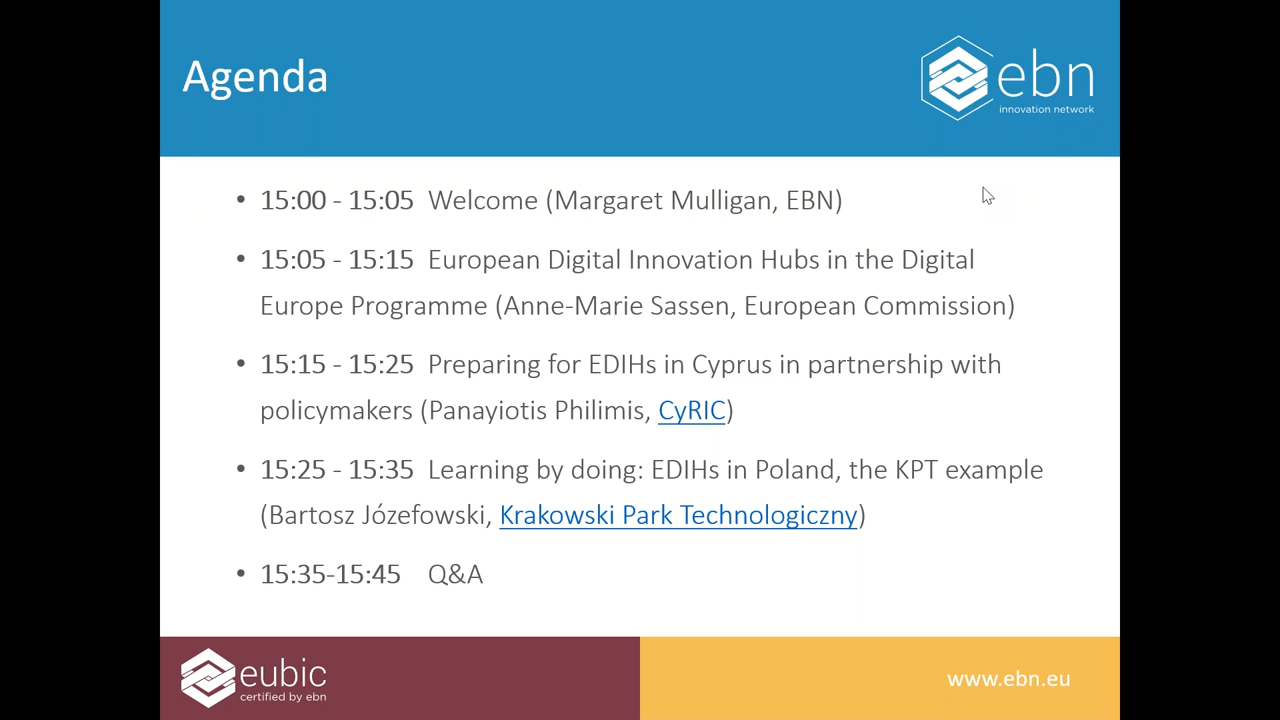 Agenda
ebn
innovation network
• 15:00 - 15:05 Welcome (Margaret Mulligan, EBN)
• 15:05 - 15:15 European Digital Innovation Hubs in the Digital
Europe Programme (Anne-Marie Sassen, European Commission)
• 15:15 - 15:25 Preparing for EDIHs in Cyprus in partnership with
policymakers (Panayiotis Philimis, CyRIC)
• 15:25 - 15:35 Learning by doing: EDIHs in Poland, the KPT example
(Bartosz Józefowski, Krakowski Park Technologiczny)
• 15:35-15:45 Q&A
eubic
certified by ebn
www.ebn.eu